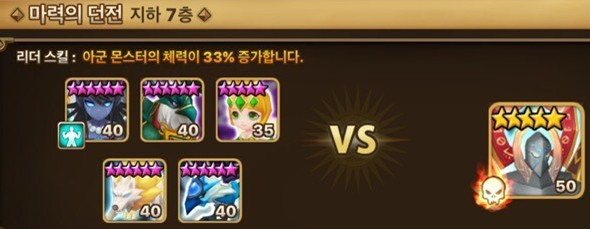 마력의 던전 지하 7층
리더 스킬 : 아군 몬스터의 체력이 33% 증가합니다.
40 40 35
VS
50
40 40